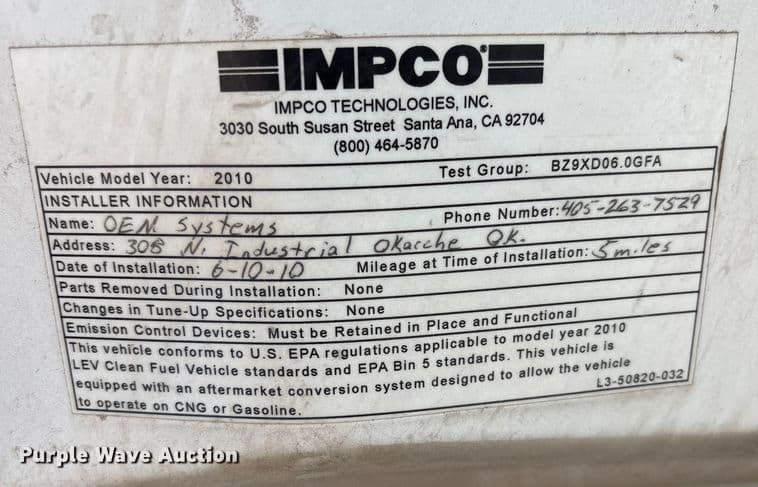 IMPCO®
IMPCO TECHNOLOGIES, INC.
3030 South Susan Street Santa Ana, CA 92704
(800) 464-5870
Vehicle Model Year: 2010 Test Group: BZ9XD06.0GFA
INSTALLER INFORMATION
Name: OEM Systems Phone Number: 405-263-7529
Address: 308 N. Industrial Okarche OK.
Date of Installation: 6-10-10 Mileage at Time of Installation: 5 miles
Parts Removed During Installation: None
Changes in Tune-Up Specifications: None
Emission Control Devices: Must be Retained in Place and Functional
This vehicle conforms to U.S. EPA regulations applicable to model year 2010
LEV Clean Fuel Vehicle standards and EPA Bin 5 standards. This vehicle is
equipped with an aftermarket conversion system designed to allow the vehicle
to operate on CNG or Gasoline. L3-50820-032
Purple Wave Auction